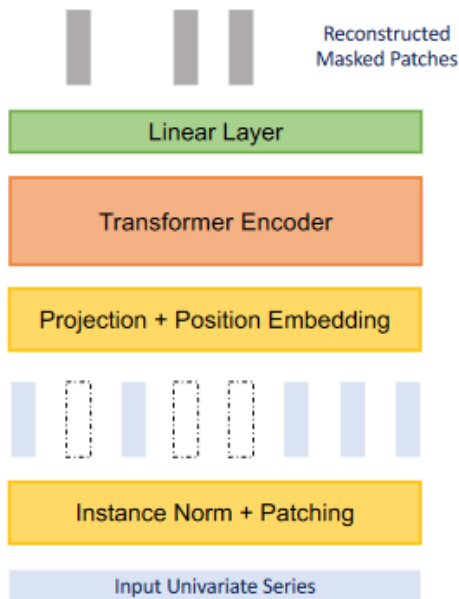 Reconstructed
Masked Patches
Linear Layer
Transformer Encoder
Projection + Position Embedding
Instance Norm + Patching
Input Univariate Series